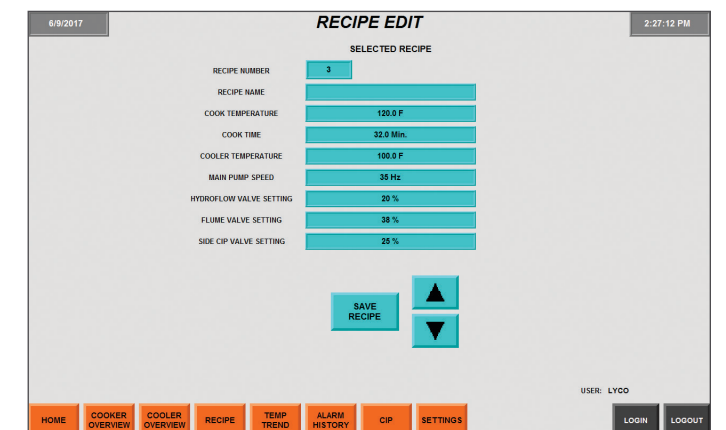 6/9/2017
RECIPE EDIT
2:27:12 PM
SELECTED RECIPE
RECIPE NUMBER 3
RECIPE NAME
COOK TEMPERATURE 120.0 F
COOK TIME 32.0 Min.
COOLER TEMPERATURE 100.0 F
MAIN PUMP SPEED 35 Hz
HYDROFLOW VALVE SETTING 20 %
FLUME VALVE SETTING 38 %
SIDE CIP VALVE SETTING 25 %
SAVE
RECIPE
USER: LYCO
HOME
COOKER
OVERVIEW
COOLER
OVERVIEW
RECIPE
TEMP
TREND
ALARM
HISTORY
CIP
SETTINGS
LOGIN
LOGOUT